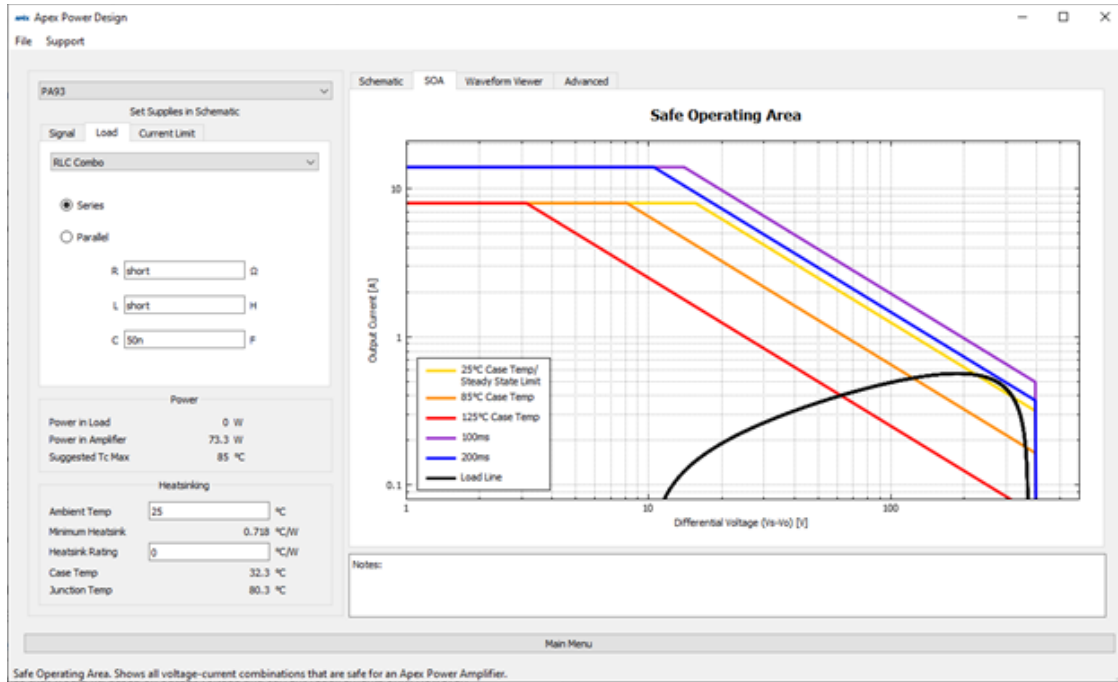 apex Apex Power Design
File Support
PA93
Set Supplies in Schematic
Signal Load Current Limit
RLC Combo
Series
Parallel
R short Ω
L short H
C 50n F
Power
Power in Load 0 W
Power in Amplifier 73.3 W
Suggested Tc Max 85 ℃
Heatsinking
Ambient Temp 25 ℃
Minimum Heatsink 0.718 ℃/W
Heatsink Rating 0 ℃/W
Case Temp 32.3 ℃
Junction Temp 80.3 ℃
Schematic SOA Waveform Viewer Advanced
Safe Operating Area
Output Current [A]
10
1
0.1
25℃ Case Temp/
Steady State Limit
85℃ Case Temp
125℃ Case Temp
100ms
200ms
Load Line
1 10 100
Differential Voltage (Vs-Vo) [V]
Notes:
Main Menu
Safe Operating Area. Shows all voltage-current combinations that are safe for an Apex Power Amplifier.